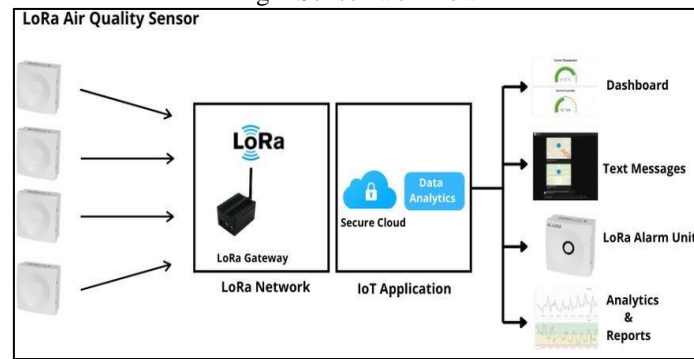 LoRa Air Quality Sensor
LoRa
LoRa Gateway
LoRa Network
Secure Cloud
Data
Analytics
IoT Application
Dashboard
Text Messages
ALARM
LoRa Alarm Unit
Analytics
&
Reports